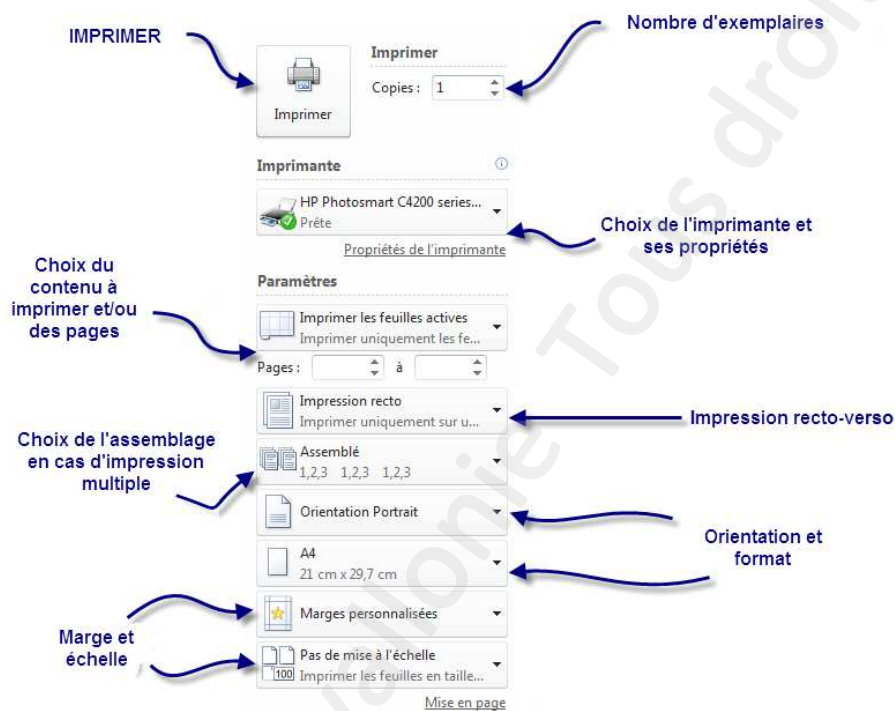 IMPRIMER
Nombre d'exemplaires
Imprimer
Copies : 1
Imprimer
Imprimante
HP Photosmart C4200 series...
Prête
Propriétés de l'imprimante
Choix de l'imprimante et
ses propriétés
Choix du
contenu à
imprimer et/ou
des pages
Paramètres
Imprimer les feuilles actives
Imprimer uniquement les fe...
Pages : à
Impression recto
Imprimer uniquement sur u...
Impression recto-verso
Choix de l'assemblage
en cas d'impression
multiple
Assemblé
1,2,3 1,2,3 1,2,3
Orientation Portrait
Orientation et
format
A4
21 cm x 29,7 cm
Marges personnalisées
Marge et
échelle
Pas de mise à l'échelle
100 Imprimer les feuilles en taille...
Mise en page
Wallonie Tous droi